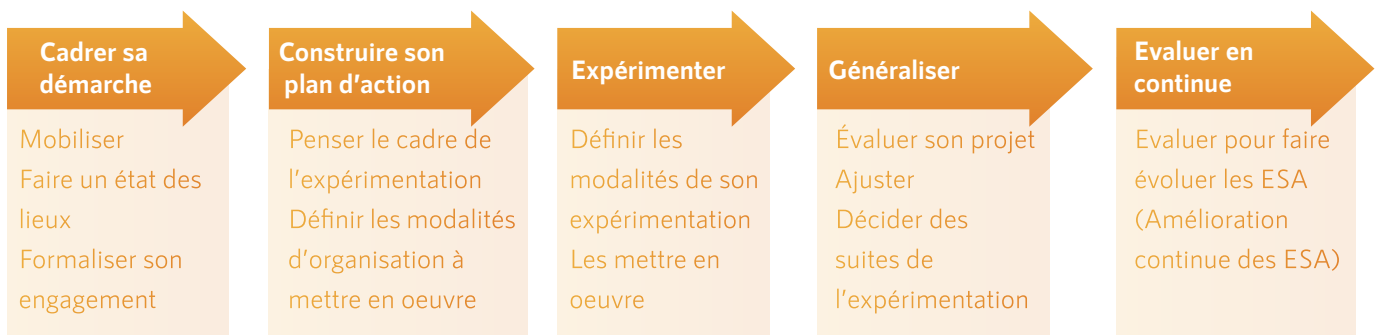 Cadrer sa
démarche
Mobiliser
Faire un état des
lieux
Formaliser son
engagement
Construire son
plan d'action
Penser le cadre de
l'expérimentation
Définir les modalités
d'organisation à
mettre en oeuvre
Expérimenter
Définir les
modalités de son
expérimentation
Les mettre en
oeuvre
Généraliser
Évaluer son projet
Ajuster
Décider des
suites de
l'expérimentation
Evaluer en
continue
Evaluer pour faire
évoluer les ESA
(Amélioration
continue des ESA)